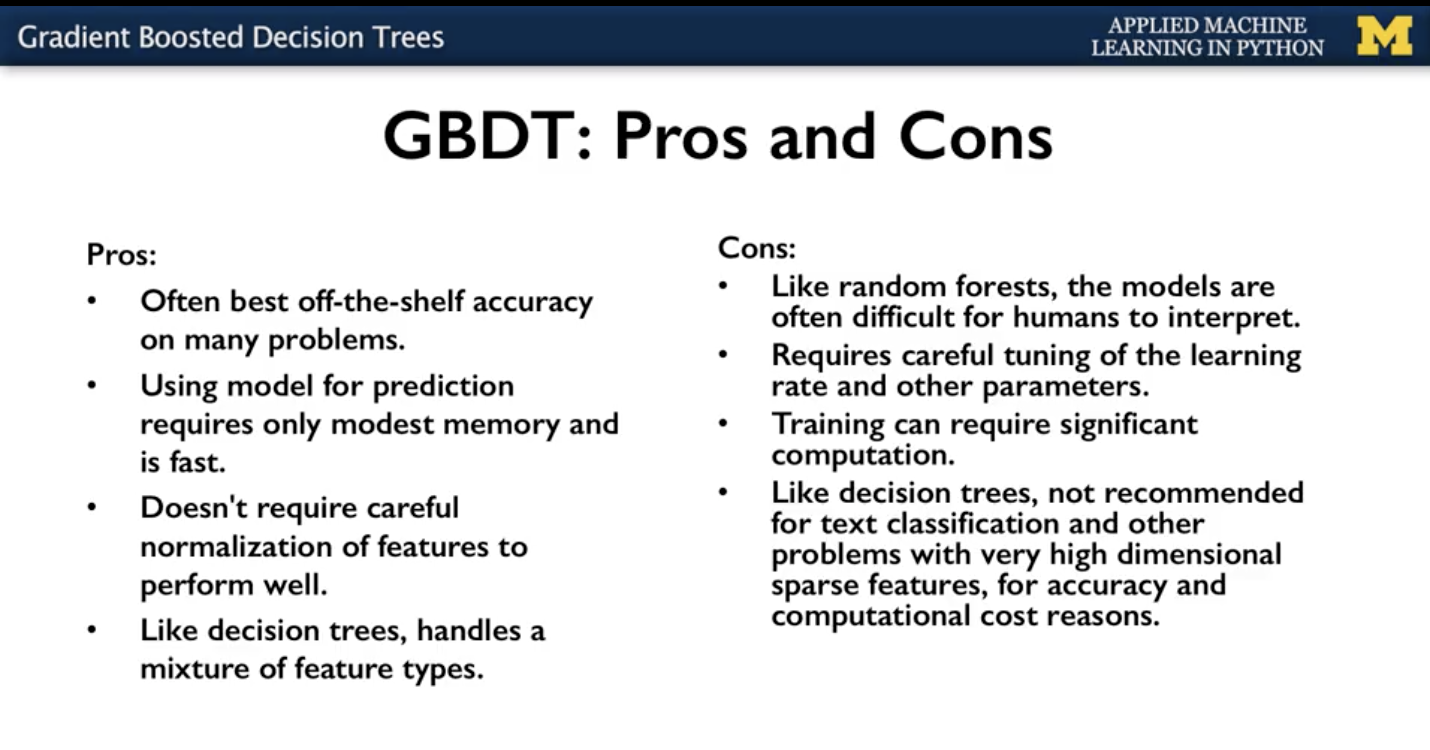 Gradient Boosted Decision Trees
APPLIED MACHINE
LEARNING IN PYTHON
M
GBDT: Pros and Cons
Pros:
• Often best off-the-shelf accuracy
on many problems.
• Using model for prediction
requires only modest memory and
is fast.
• Doesn't require careful
normalization of features to
perform well.
• Like decision trees, handles a
mixture of feature types.
Cons:
• Like random forests, the models are
often difficult for humans to interpret.
• Requires careful tuning of the learning
rate and other parameters.
• Training can require significant
computation.
• Like decision trees, not recommended
for text classification and other
problems with very high dimensional
sparse features, for accuracy and
computational cost reasons.